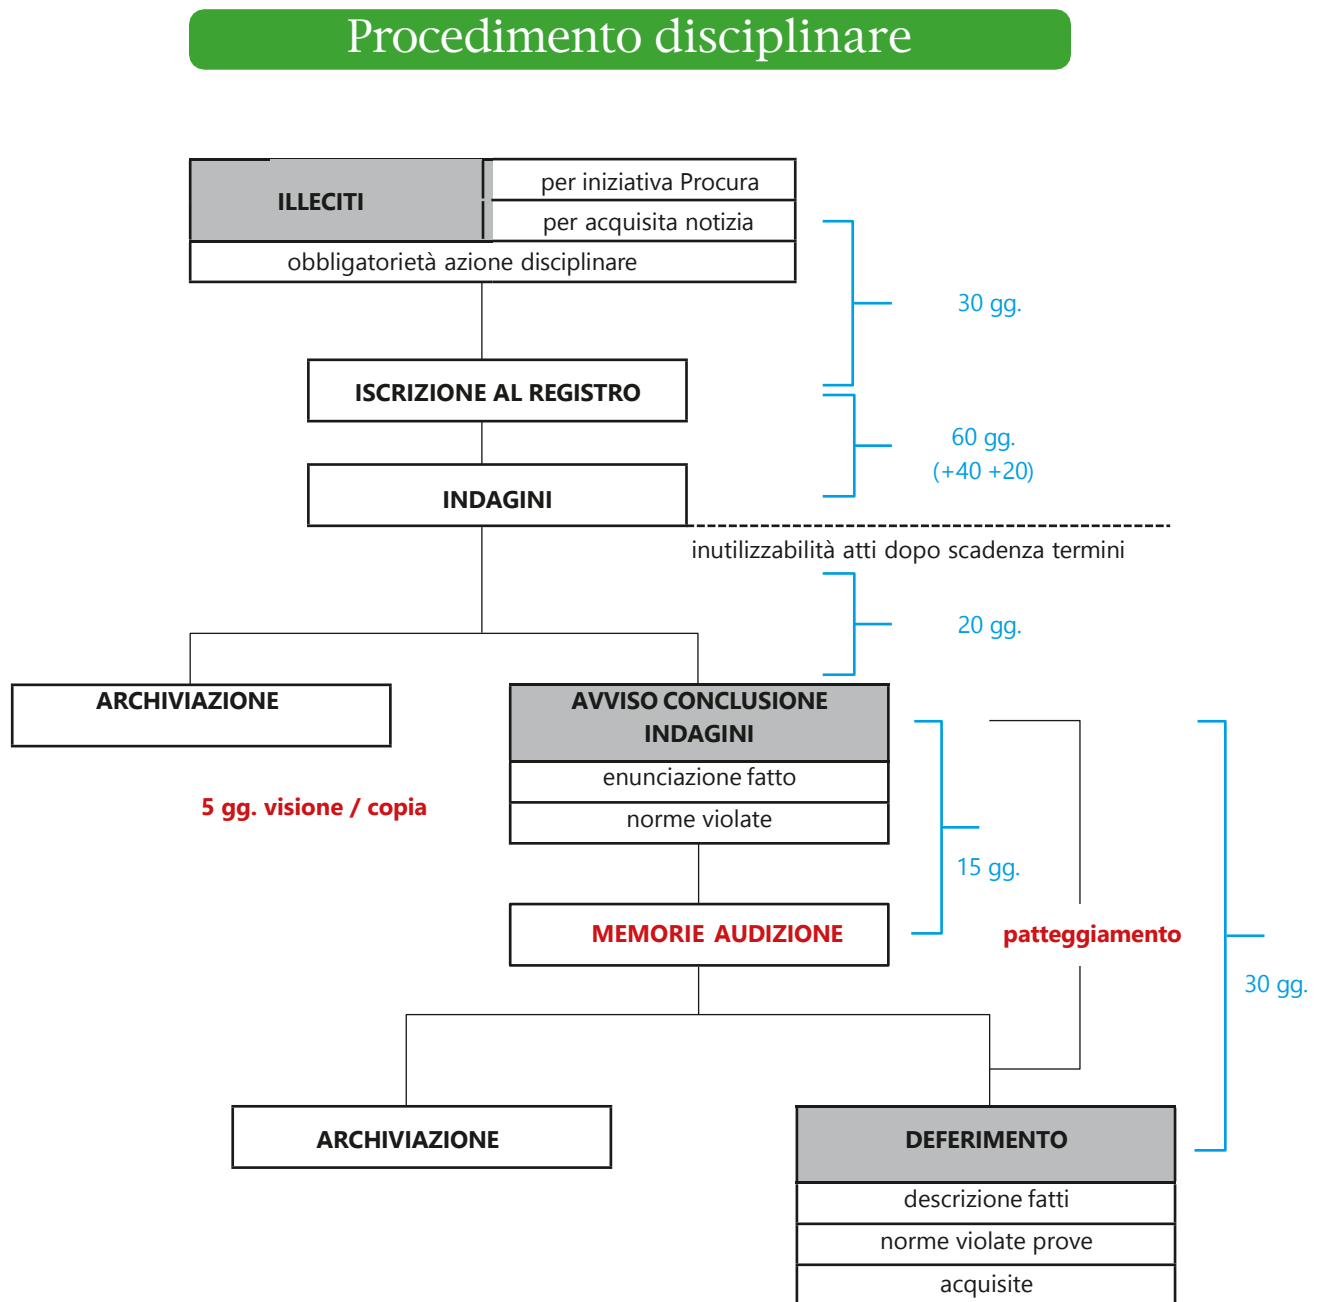 Procedimento disciplinare
ILLECITI
per iniziativa Procura
per acquisita notizia
obbligatorietà azione disciplinare
30 gg.
ISCRIZIONE AL REGISTRO
60 gg.
(+40 +20)
INDAGINI
inutilizzabilità atti dopo scadenza termini
20 gg.
ARCHIVIAZIONE
AVVISO CONCLUSIONE
INDAGINI
enunciazione fatto
5 gg. visione / copia
norme violate
15 gg.
MEMORIE AUDIZIONE
patteggiamento
30 gg.
ARCHIVIAZIONE
DEFERIMENTO
descrizione fatti
norme violate prove
acquisite